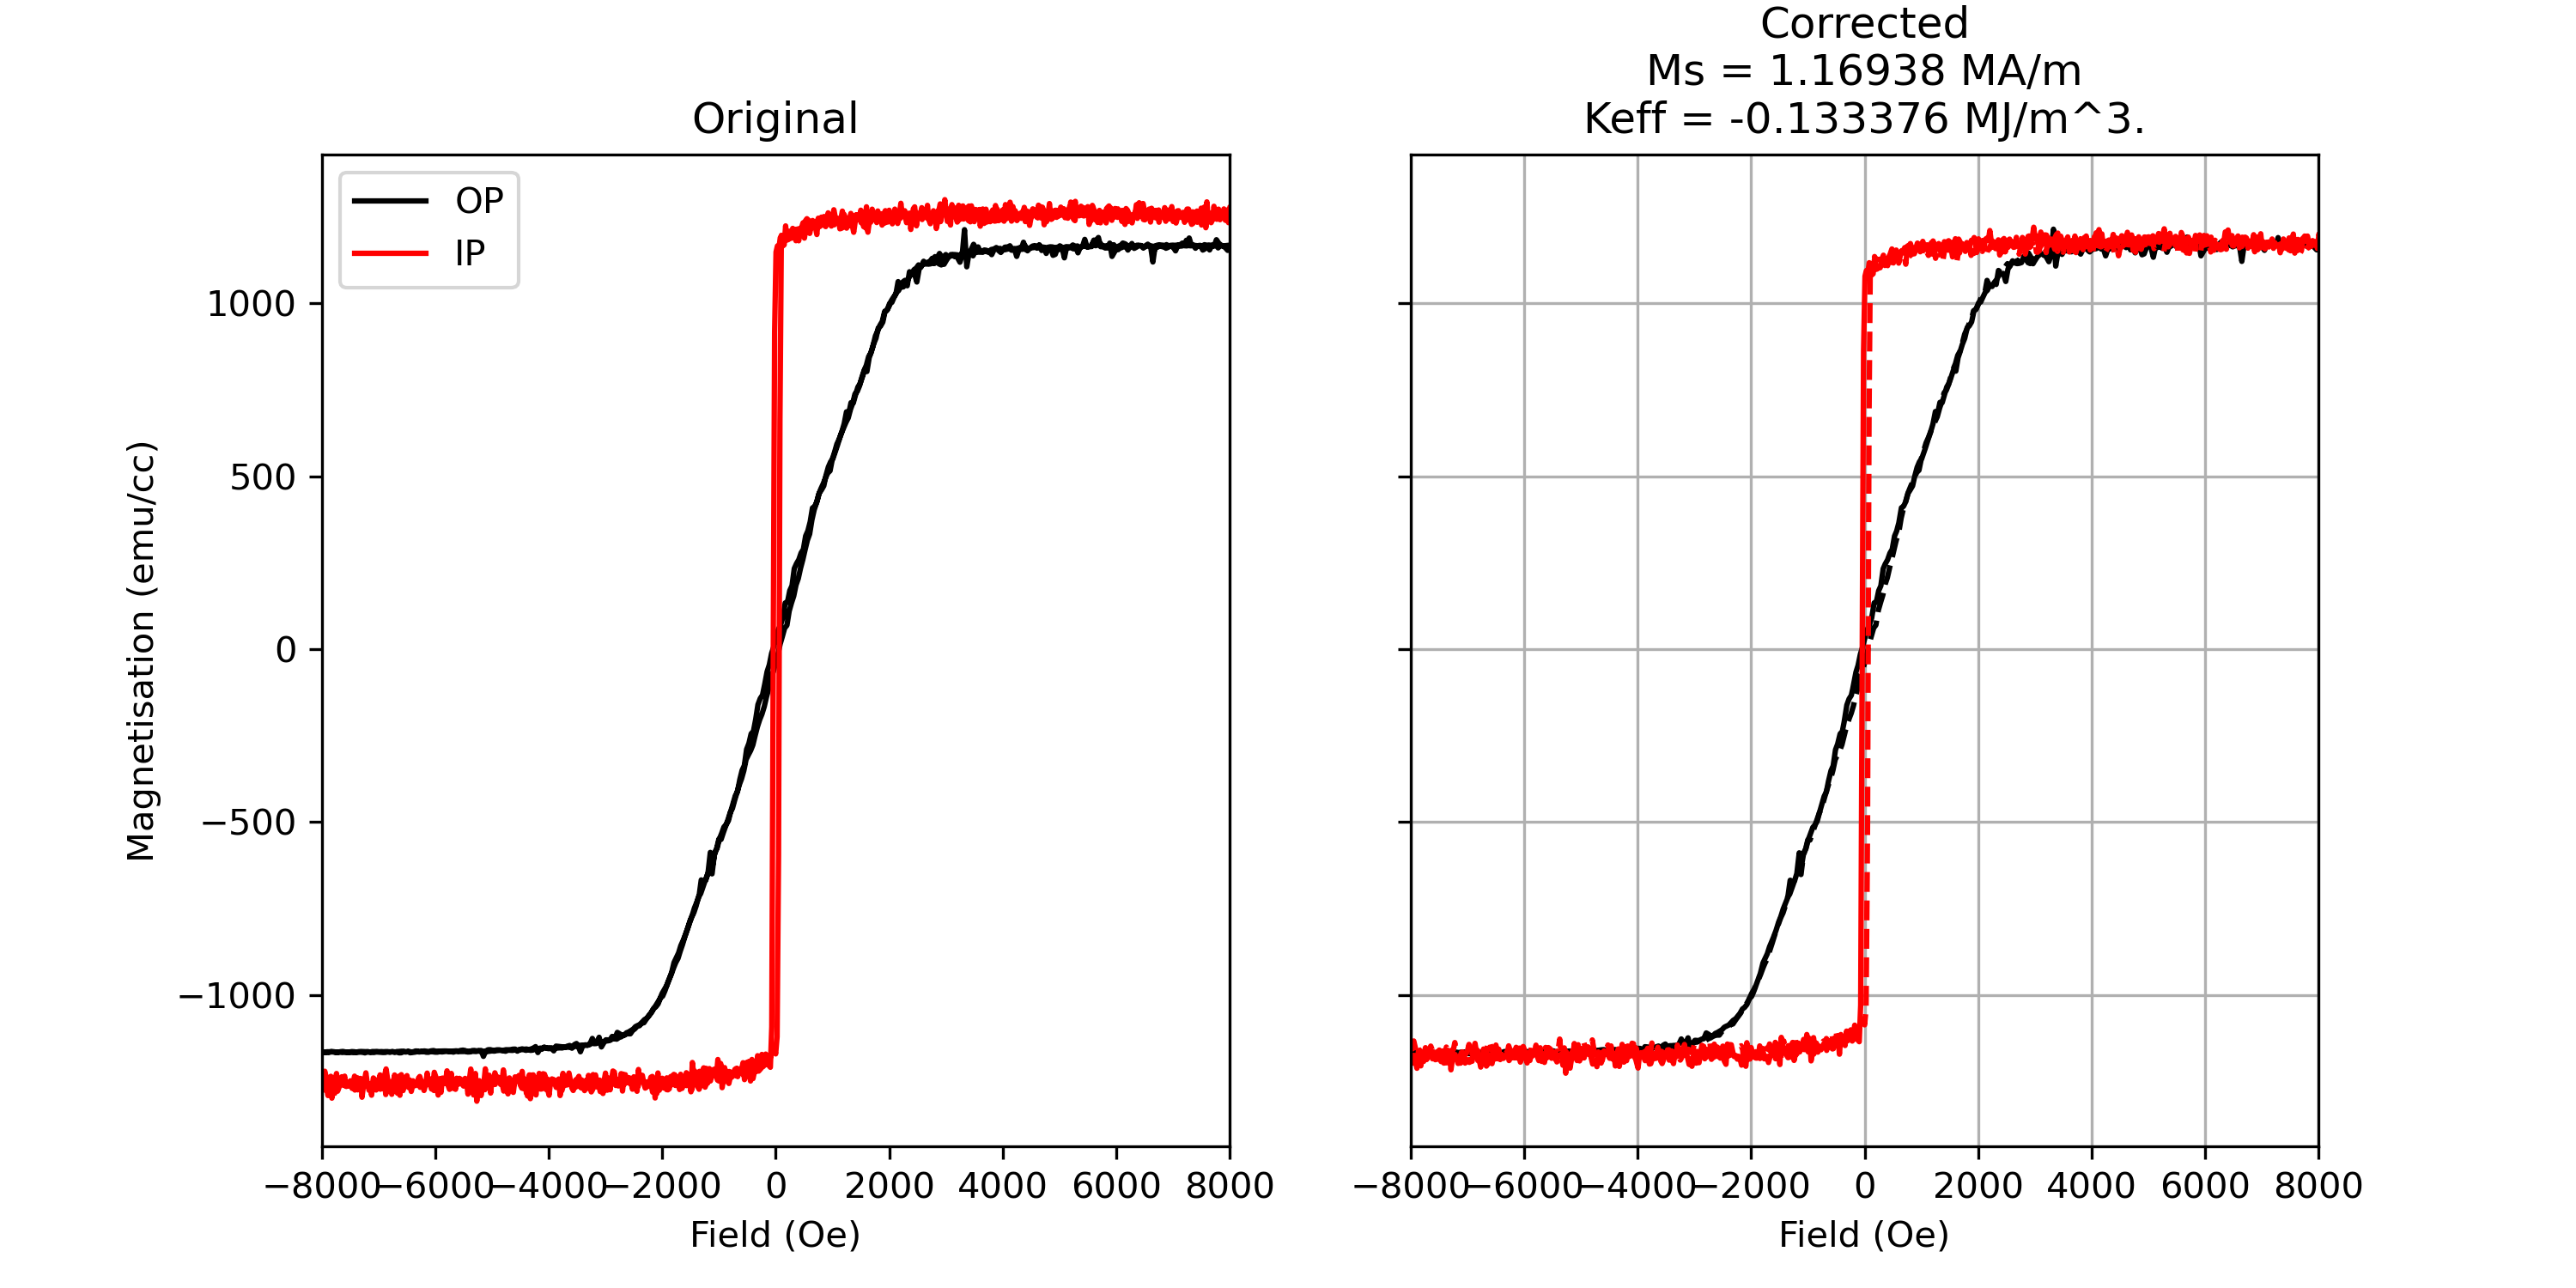 Original
OP
IP
1000
500
0
−500
−1000
Magnetisation (emu/cc)
−8000 −6000 −4000 −2000 0 2000 4000 6000 8000
Field (Oe)
Corrected
Ms = 1.16938 MA/m
Keff = -0.133376 MJ/m^3.
−8000 −6000 −4000 −2000 0 2000 4000 6000 8000
Field (Oe)